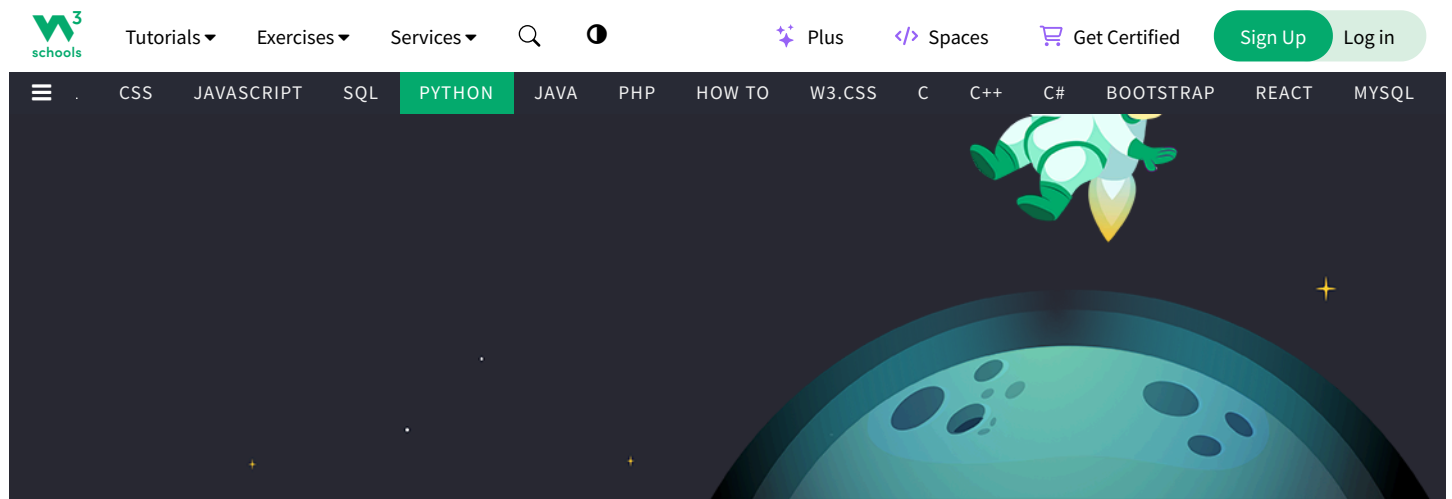 W3 schools Tutorials Exercises Services Plus Spaces Get Certified Sign Up Log in
CSS JAVASCRIPT SQL PYTHON JAVA PHP HOW TO W3.CSS C C++ C# BOOTSTRAP REACT MYSQL